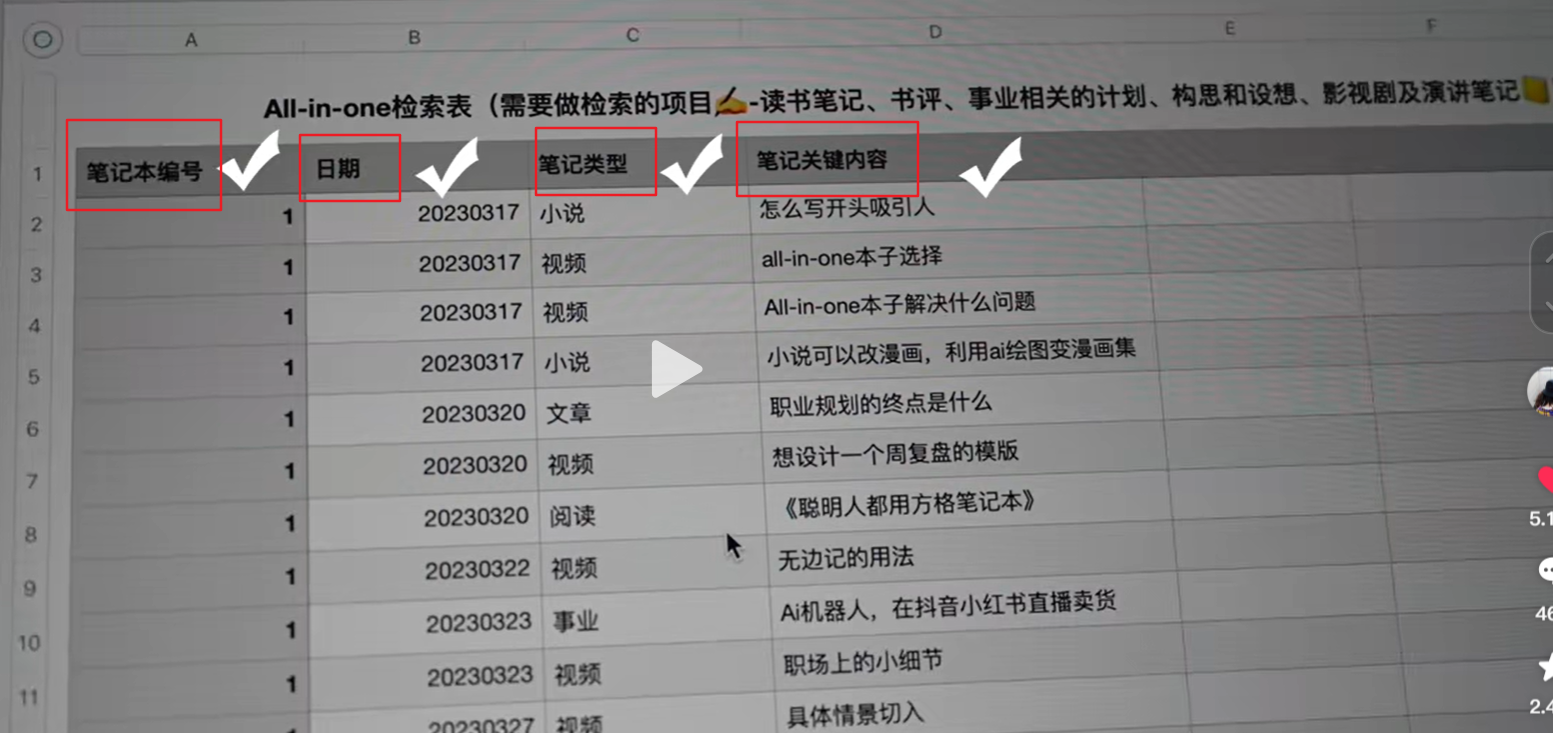 A B C D E F
All-in-one检索表（需要做检索的项目✍-读书笔记、书评、事业相关的计划、构思和设想、影视剧及演讲笔记
1 笔记本编号 日期 笔记类型 笔记关键内容
2 1 20230317 小说 怎么写开头吸引人
3 1 20230317 视频 all-in-one本子选择
4 1 20230317 视频 All-in-one本子解决什么问题
5 1 20230317 小说 小说可以改漫画，利用ai绘图变漫画集
6 1 20230320 文章 职业规划的终点是什么
7 1 20230320 视频 想设计一个周复盘的模版
8 1 20230320 阅读 《聪明人都用方格笔记本》
9 1 20230322 视频 无边记的用法
10 1 20230323 事业 Ai机器人，在抖音小红书直播卖货
11 1 20230323 视频 职场上的小细节
20230327 视频 具体情景切入